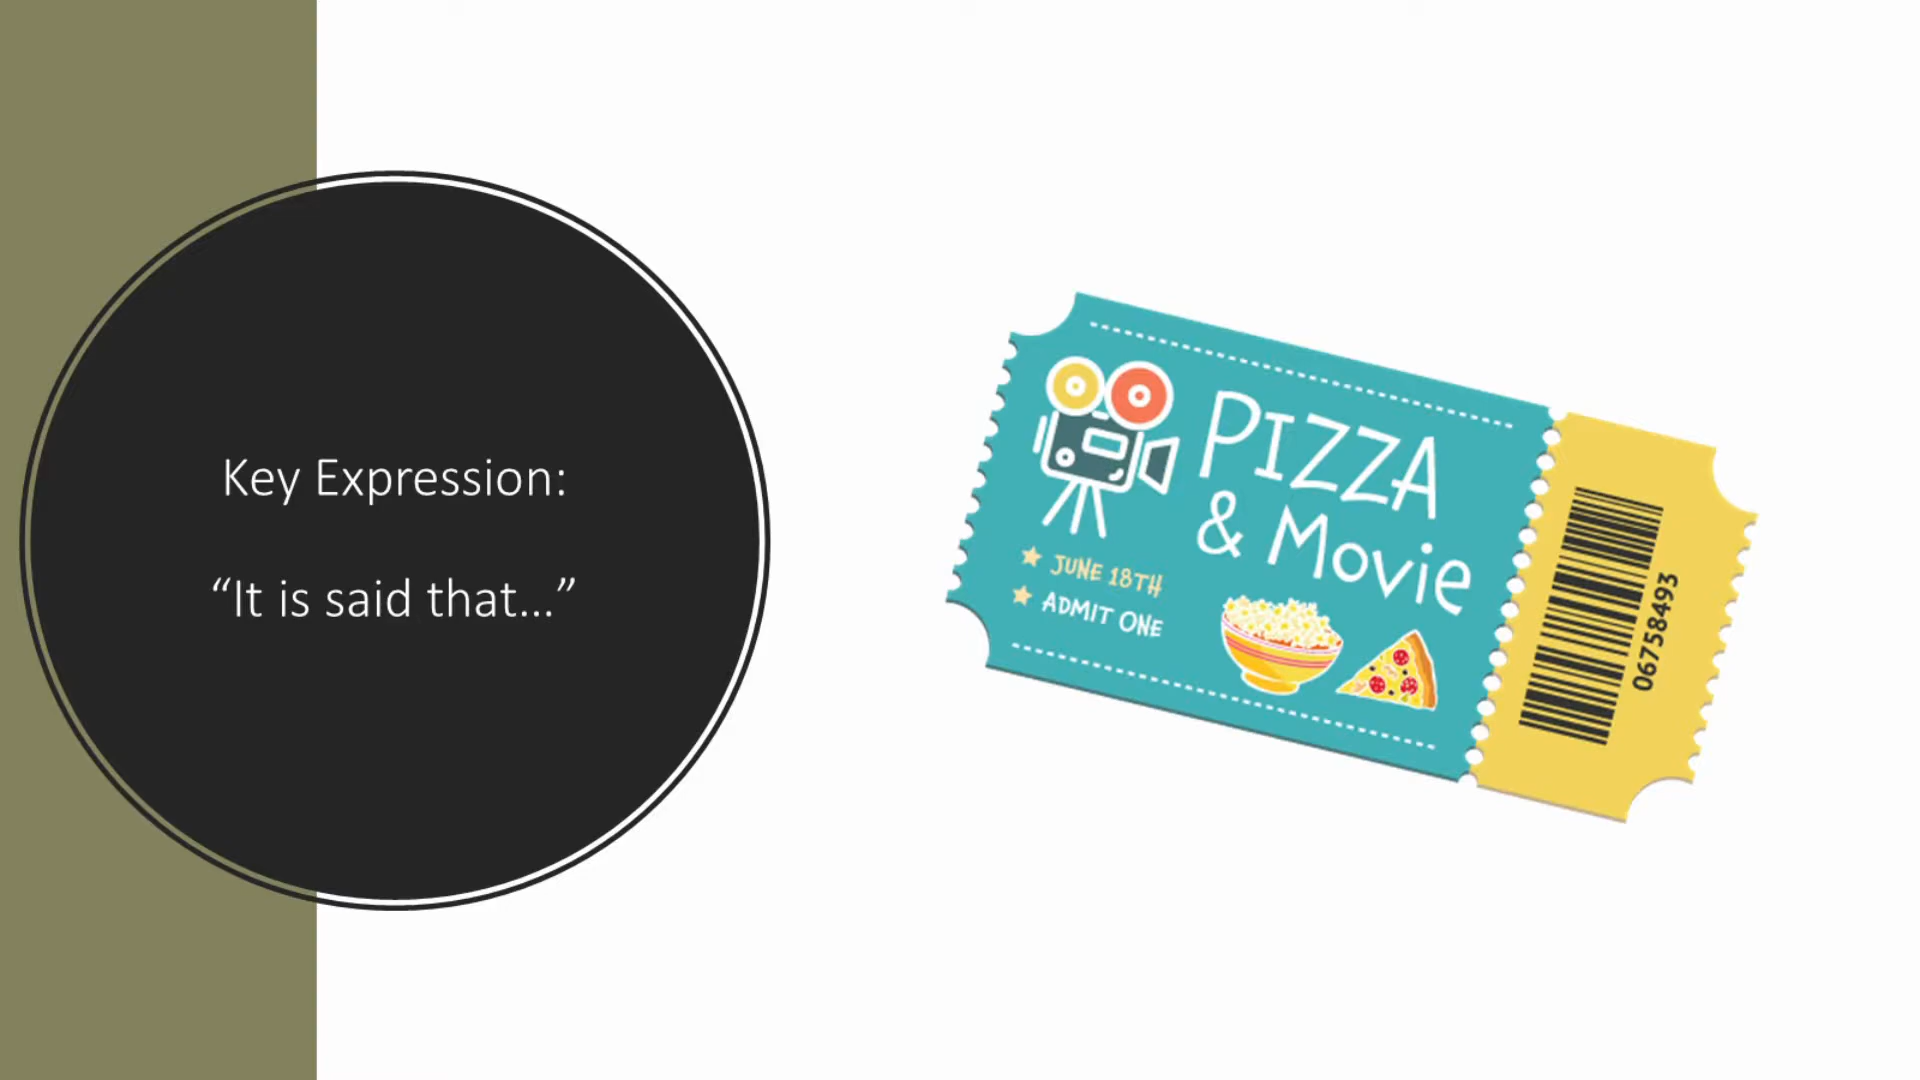 Key Expression:
“It is said that...”
PIZZA
& MOVIE
JUNE 18TH
ADMIT ONE
06758493